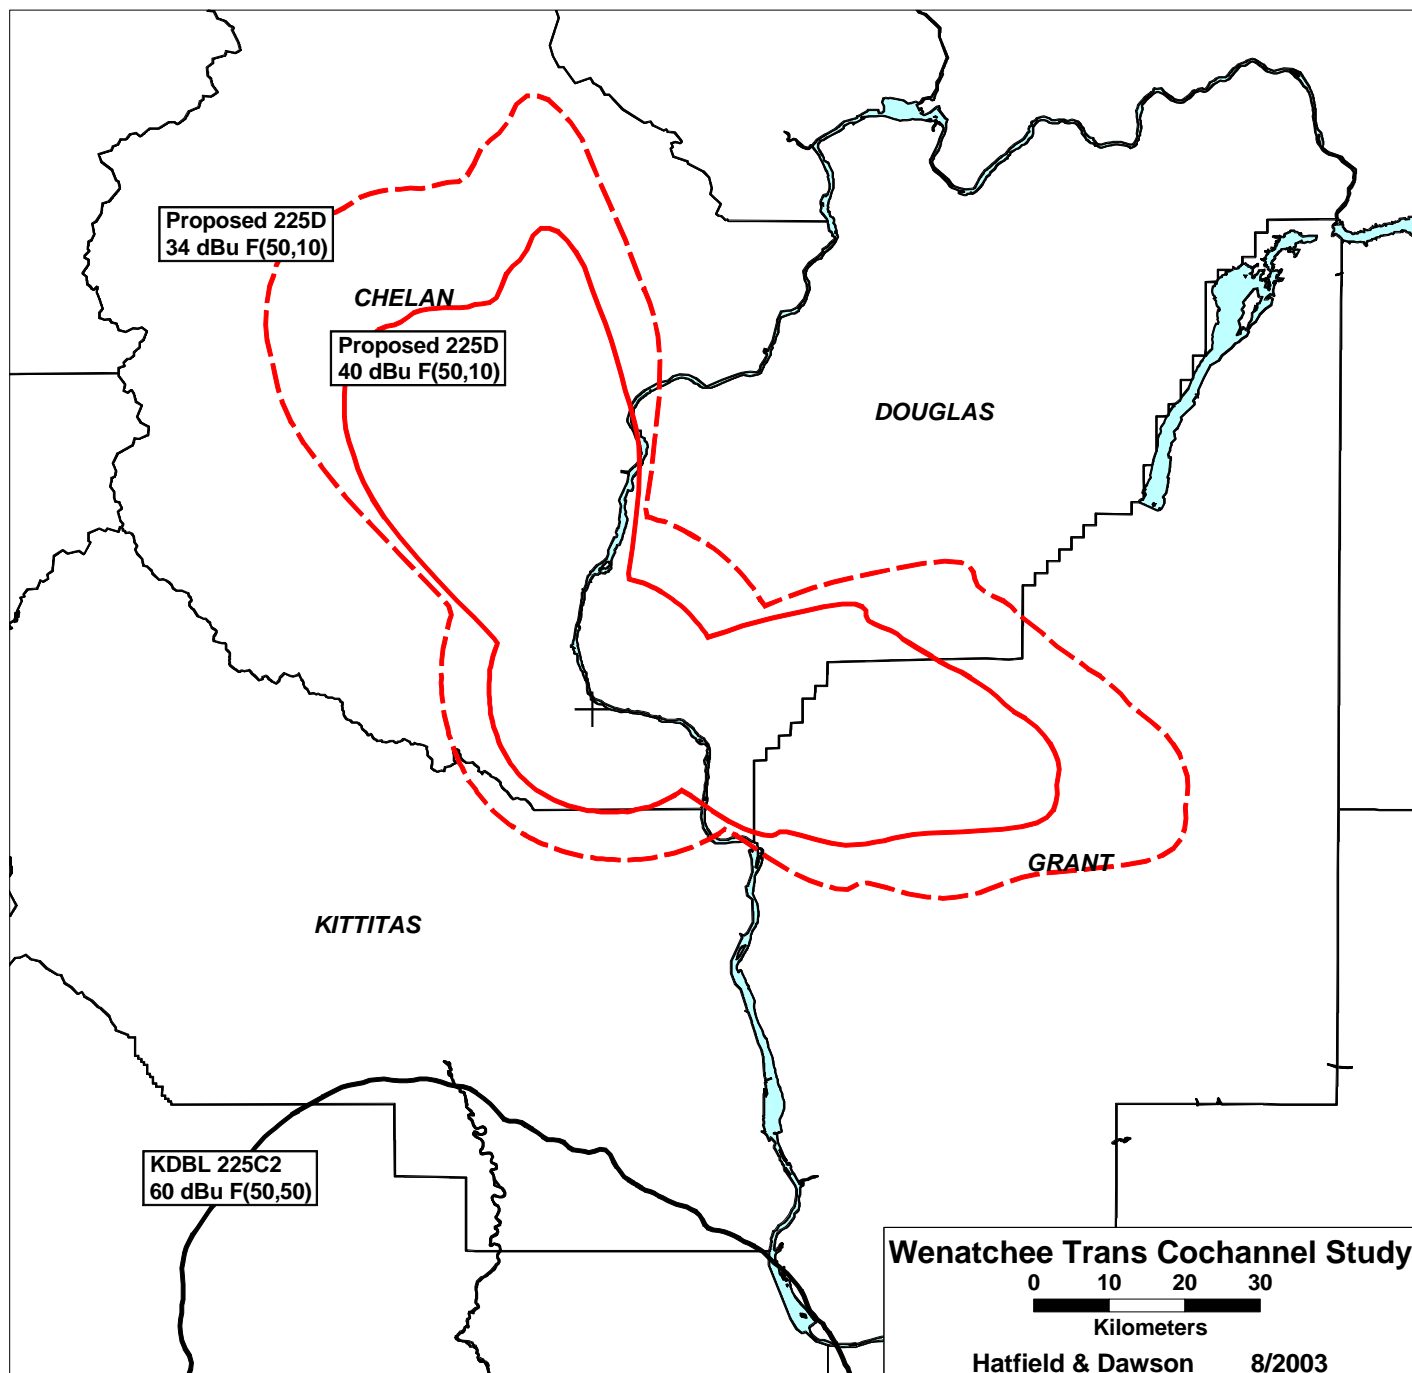 Proposed 225D
34 dBu F(50,10)
CHELAN
Proposed 225D
40 dBu F(50,10)
DOUGLAS
GRANT
KITTITAS
KDBL 225C2
60 dBu F(50,50)
Wenatchee Trans Cochannel Study
0 10 20 30
Kilometers
Hatfield & Dawson 8/2003